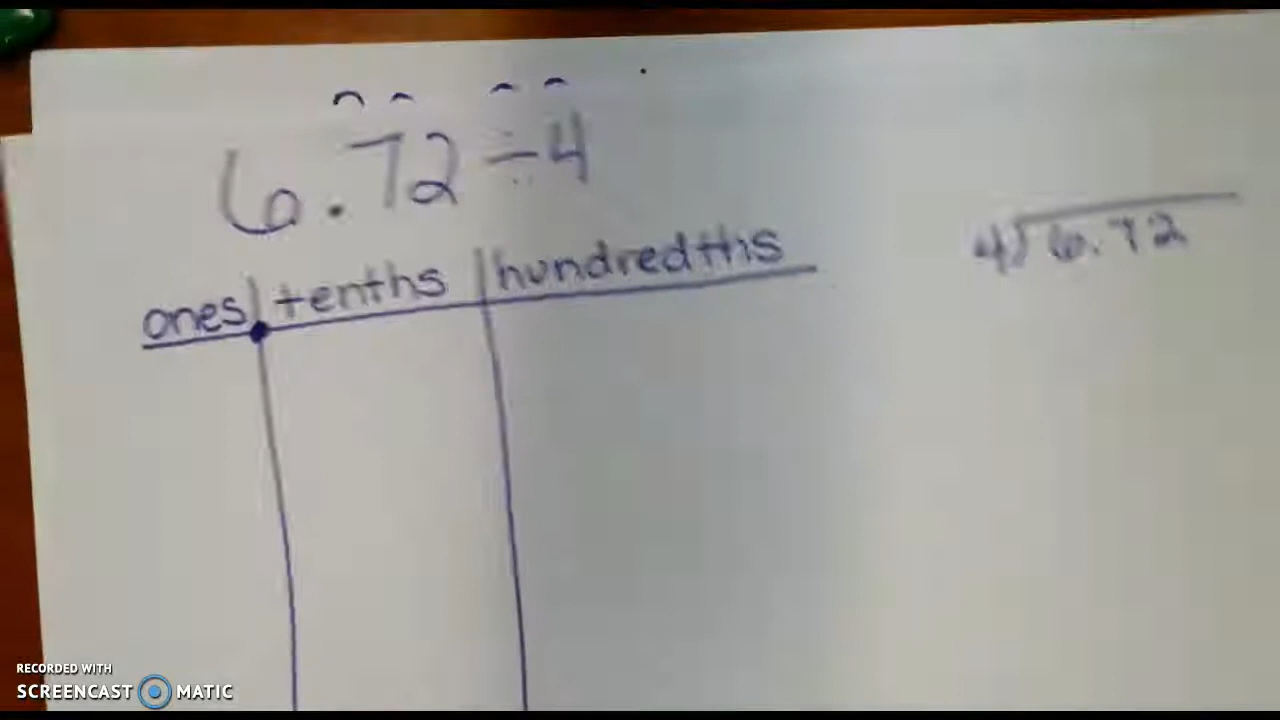 6.72 ÷ 4
4)6.72
ones tenths hundredths
RECORDED WITH
SCREENCAST MATIC